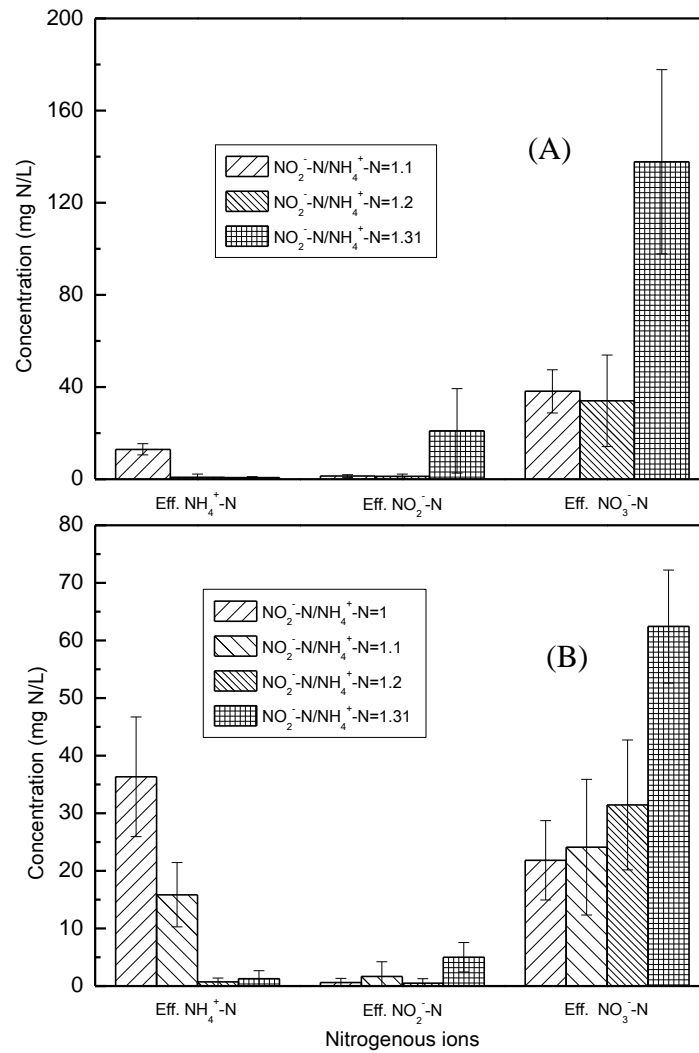 200
160
120
80
40
0
Concentration (mg N/L)
(A)
NO₂⁻-N/NH₄⁺-N=1.1
NO₂⁻-N/NH₄⁺-N=1.2
NO₂⁻-N/NH₄⁺-N=1.31
Eff. NH₄⁺-N Eff. NO₂⁻-N Eff. NO₃⁻-N
80
70
60
50
40
30
20
10
0
Concentration (mg N/L)
(B)
NO₂⁻-N/NH₄⁺-N=1
NO₂⁻-N/NH₄⁺-N=1.1
NO₂⁻-N/NH₄⁺-N=1.2
NO₂⁻-N/NH₄⁺-N=1.31
Eff. NH₄⁺-N Eff. NO₂⁻-N Eff. NO₃⁻-N
Nitrogenous ions